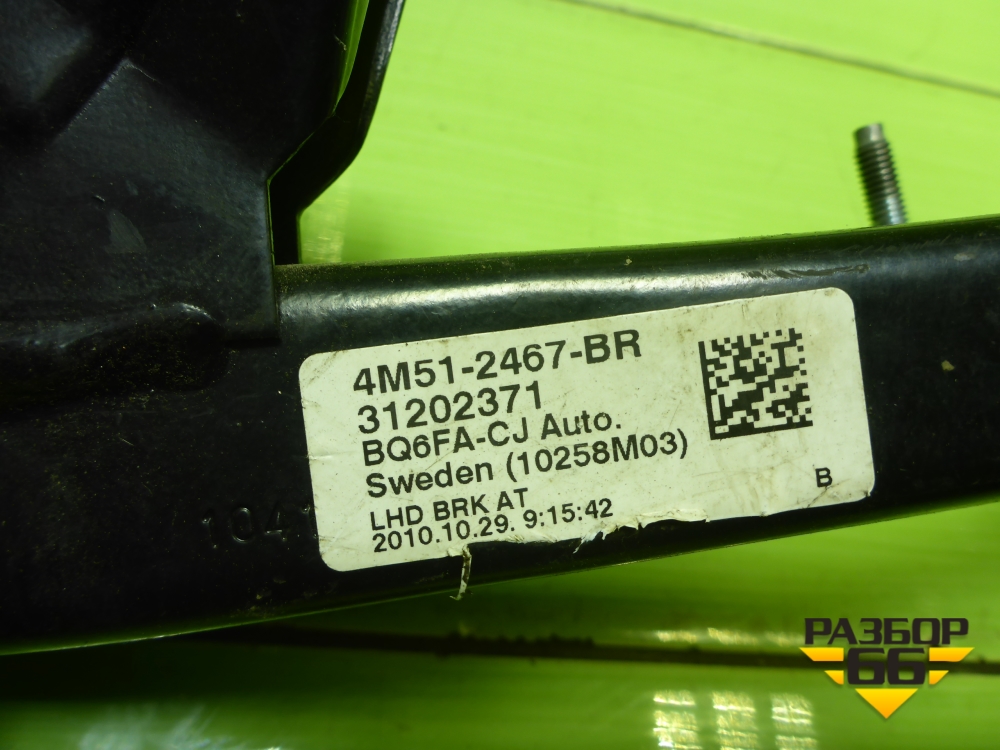 4M51-2467-BR
31202371
BQ6FA-CJ Auto.
Sweden (10258M03)
LHD BRK AT
2010.10.29. 9:15:42
B
104
РАЗБОР
66